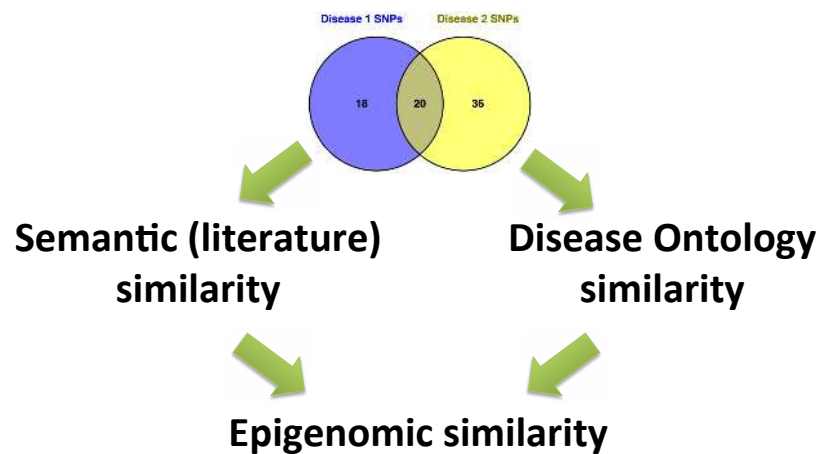 Disease 1 SNPs Disease 2 SNPs
18 20 36
Semantic (literature) Disease Ontology
similarity similarity
Epigenomic similarity